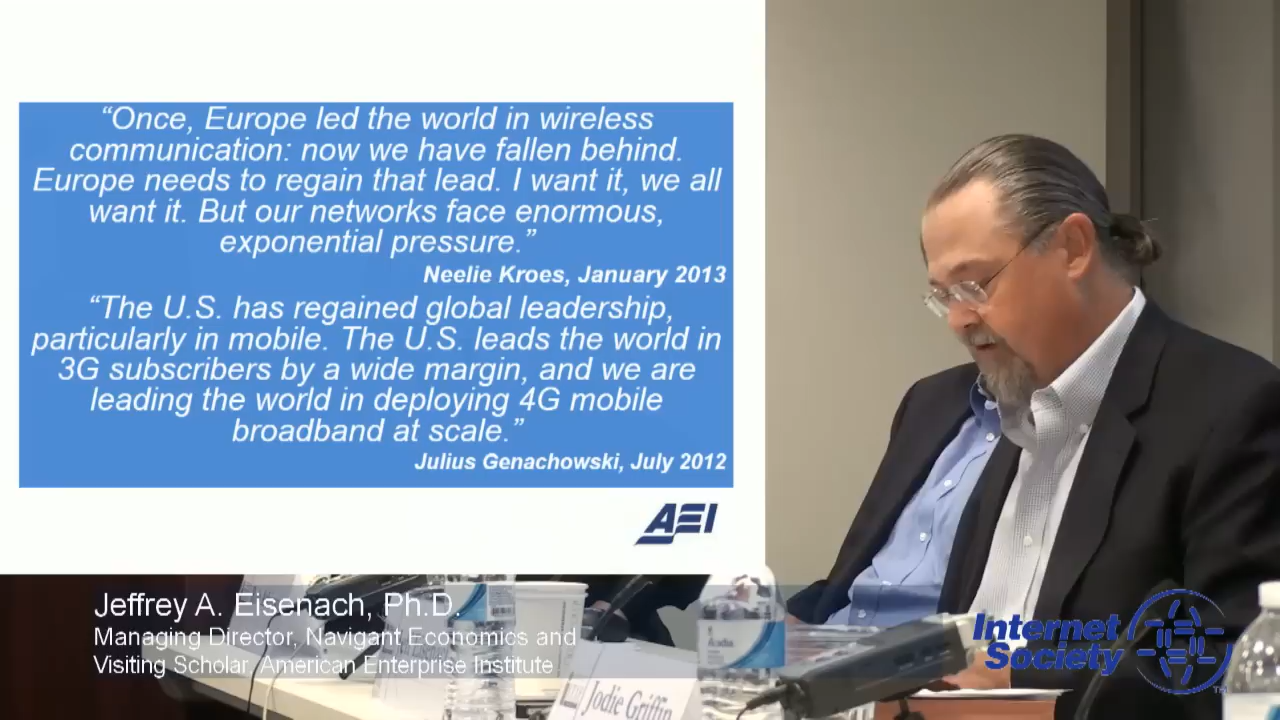 “Once, Europe led the world in wireless
communication: now we have fallen behind.
Europe needs to regain that lead. I want it, we all
want it. But our networks face enormous,
exponential pressure.”
Neelie Kroes, January 2013
“The U.S. has regained global leadership,
particularly in mobile. The U.S. leads the world in
3G subscribers by a wide margin, and we are
leading the world in deploying 4G mobile
broadband at scale.”
Julius Genachowski, July 2012
AEI
Jeffrey A. Eisenach, Ph.D.
Managing Director, Navigant Economics and
Visiting Scholar, American Enterprise Institute
Internet
Society
TM
Acadia
Jodie Griffin